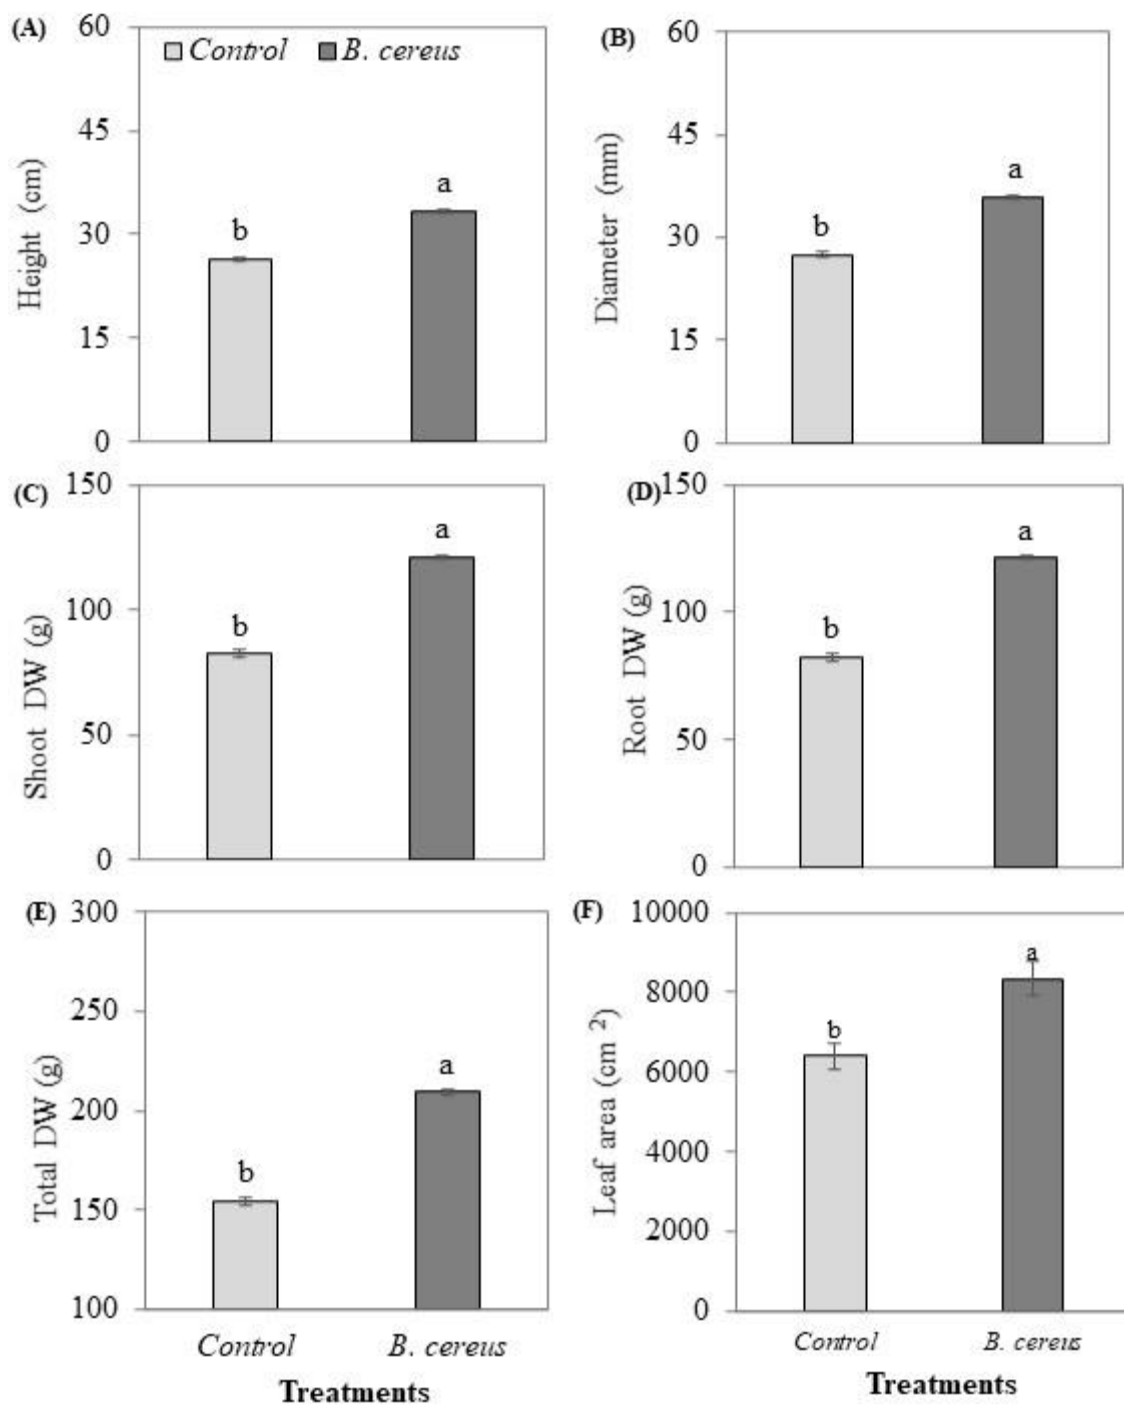 (A)
60
45
30
15
0
Height (cm)
Control B. cereus
b
a
(B)
60
45
30
15
0
Diameter (mm)
b
a
(C)
150
100
50
0
Shoot DW (g)
b
a
(D)
150
100
50
0
Root DW (g)
b
a
(E)
300
250
200
150
100
Total DW (g)
b
a
Control B. cereus
Treatments
(F)
10000
8000
6000
4000
2000
0
Leaf area (cm ²)
b
a
Control B. cereus
Treatments